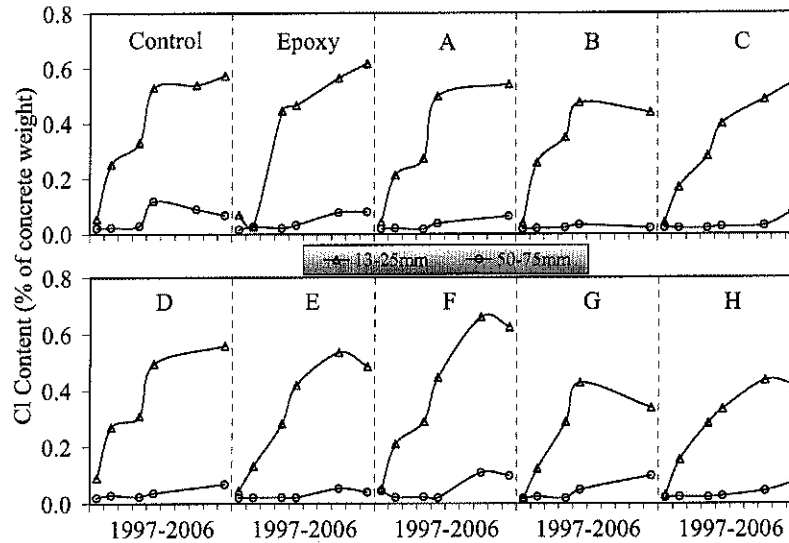 Cl Content (% of concrete weight)
0.8 Control Epoxy A B C
0.6
0.4
0.2
0.0
13-25mm 50-75mm
0.8 D E F G H
0.6
0.4
0.2
0.0
1997-2006 1997-2006 1997-2006 1997-2006 1997-2006